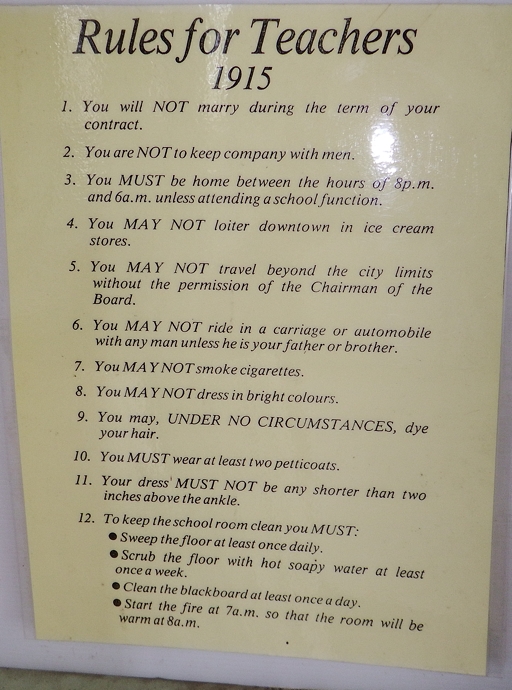 Rules for Teachers
1915
1. You will NOT marry during the term of your
contract.
2. You are NOT to keep company with men.
3. You MUST be home between the hours of 8p.m.
and 6a.m. unless attending a school function.
4. You MAY NOT loiter downtown in ice cream
stores.
5. You MAY NOT travel beyond the city limits
without the permission of the Chairman of the
Board.
6. You MAY NOT ride in a carriage or automobile
with any man unless he is your father or brother.
7. You MAY NOT smoke cigarettes.
8. You MAY NOT dress in bright colours.
9. You may, UNDER NO CIRCUMSTANCES, dye
your hair.
10. You MUST wear at least two petticoats.
11. Your dress MUST NOT be any shorter than two
inches above the ankle.
12. To keep the school room clean you MUST:
● Sweep the floor at least once daily.
● Scrub the floor with hot soapy water at least
once a week.
● Clean the blackboard at least once a day.
● Start the fire at 7a.m. so that the room will be
warm at 8a.m.